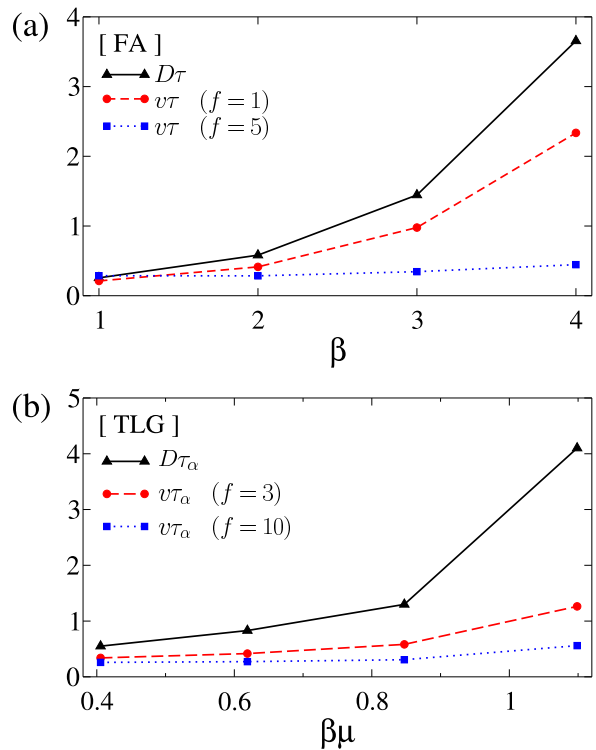 (a)
[ FA ]
Dτ
vτ (f = 1)
vτ (f = 5)
4
3
2
1
0
1 2 3 4
β
(b)
[ TLG ]
Dτα
vτα (f = 3)
vτα (f = 10)
5
4
3
2
1
0
0.4 0.6 0.8 1
βμ